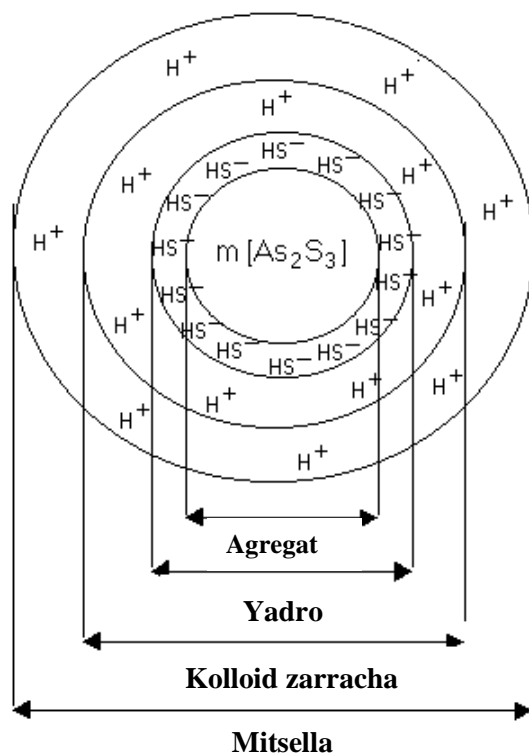 H⁺ H⁺
H⁺
HS⁻ HS⁻ HS⁻
H⁺ HS⁻ HS⁻ H⁺
H⁺ HS⁻ m [As₂S₃] HS⁻ H⁺
HS⁻ HS⁺
H⁺ HS⁻ HS⁻ H⁺
HS⁻ HS⁻ HS⁻
H⁺ H⁺ H⁺ H⁺
H⁺
Agregat
Yadro
Kolloid zarracha
Mitsella